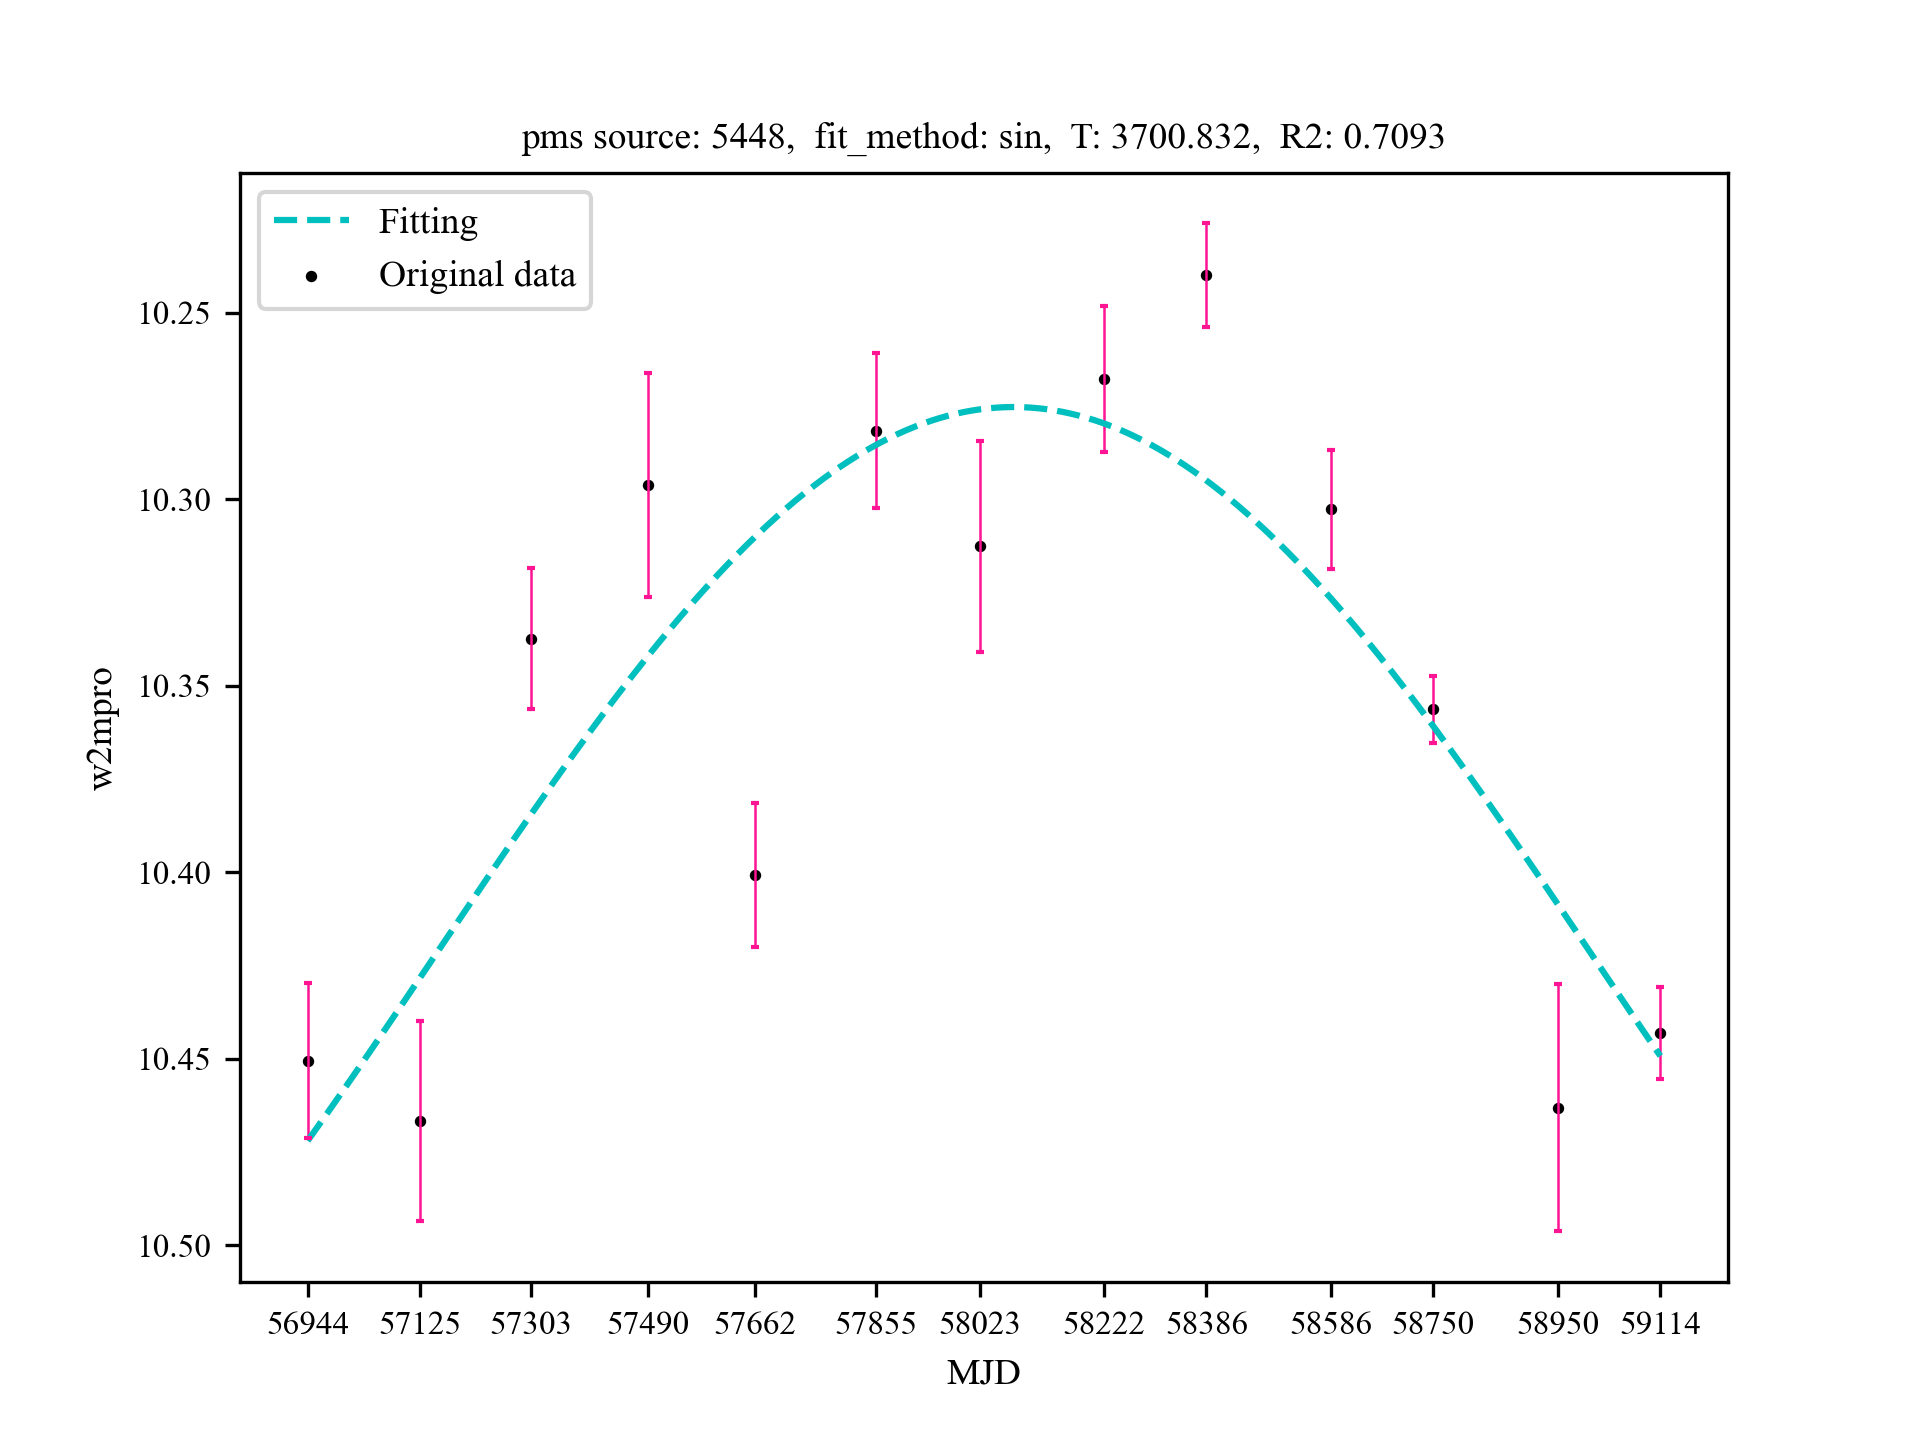 pms source: 5448,  fit_method: sin,  T: 3700.832,  R2: 0.7093
Fitting
Original data
10.25
10.30
10.35
10.40
10.45
10.50
w2mpro
56944 57125 57303 57490 57662 57855 58023 58222 58386 58586 58750 58950 59114
MJD